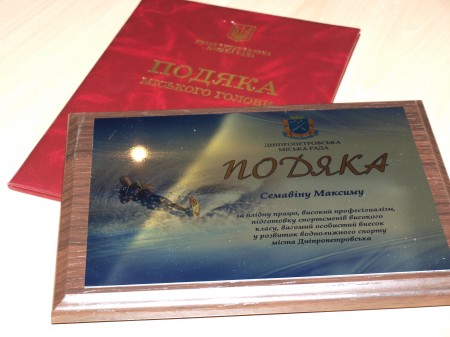 ПОДЯКА
МІСЬКОГО ГОЛОВИ
ДНІПРОПЕТРОВСЬКА
МІСЬКА РАДА
ПОДЯКА
Семавіну Максиму
за плідну працю, високий професіоналізм,
підготовку спортсменів високого
класу, вагомий особистий внесок
у розвиток воднолижного спорту
міста Дніпропетровська